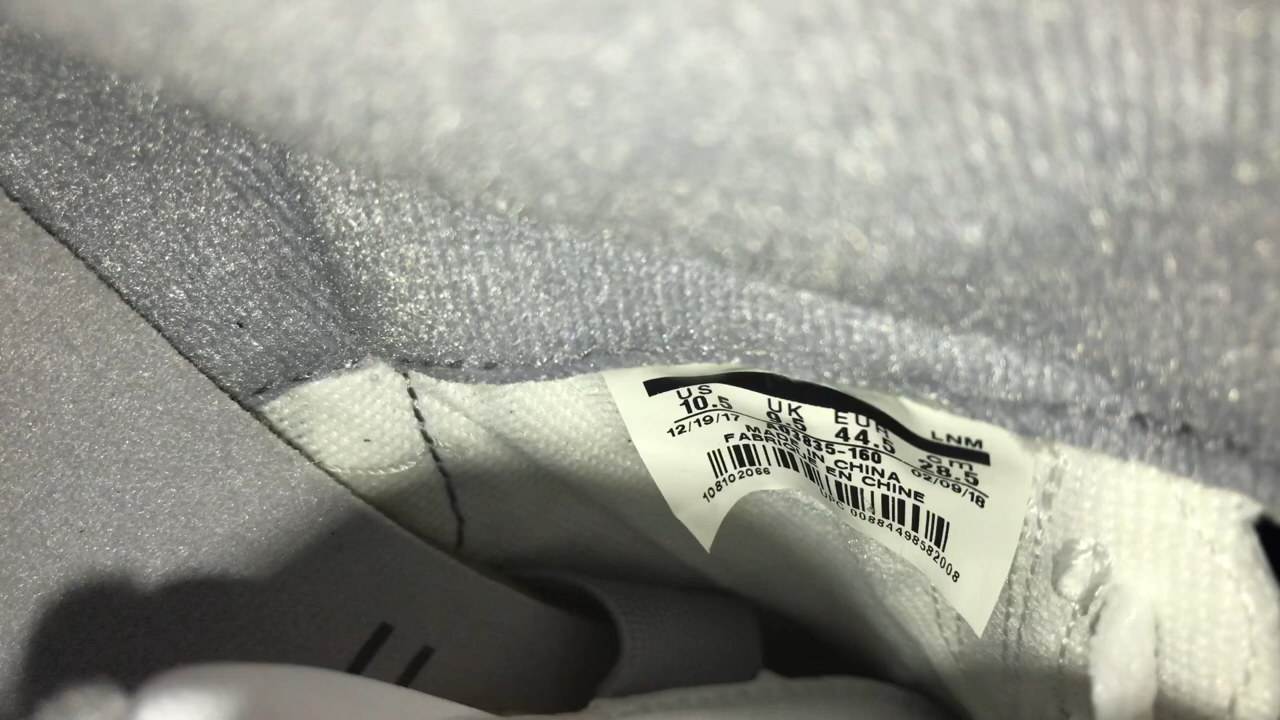 US UK EUR cm LNM
10.5 9.5 44.5 28.5
12/19/17 02/09/18
MADE IN CHINA
FABRIQUE EN CHINE
108102066
UPC 00884498582008